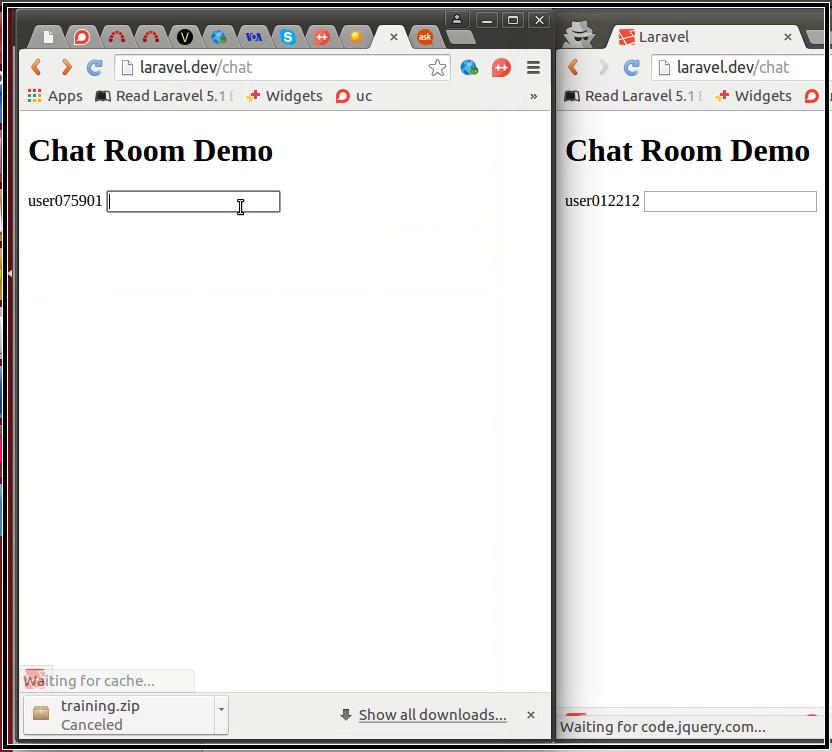 V
VOA
S
++
ask
laravel.dev/chat
++
Apps
Read Laravel 5.1
Widgets
uc
»
Chat Room Demo
user075901
Waiting for cache...
training.zip
Canceled
Show all downloads...
Laravel
laravel.dev/chat
Read Laravel 5.1
Widgets
Chat Room Demo
user012212
Waiting for code.jquery.com...